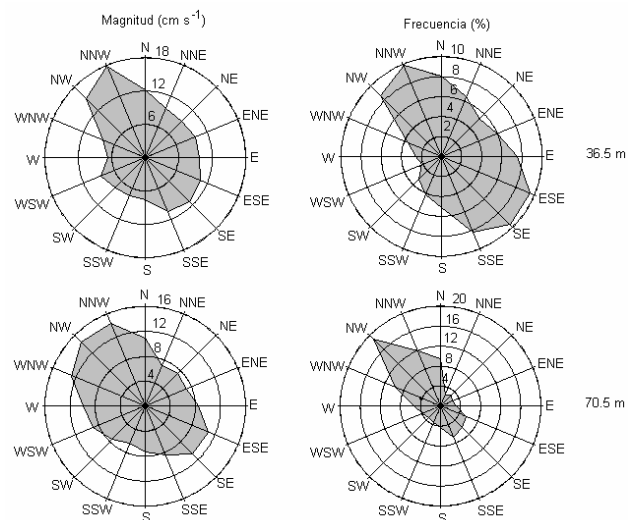 Magnitud (cm s⁻¹)
Frecuencia (%)
N
NNE
NE
ENE
E
ESE
SE
SSE
S
SSW
SW
WSW
W
WNW
NW
NNW
18
12
6
N
NNE
NE
ENE
E
ESE
SE
SSE
S
SSW
SW
WSW
W
WNW
NW
NNW
10
8
6
4
2
36.5 m
N
NNE
NE
ENE
E
ESE
SE
SSE
S
SSW
SW
WSW
W
WNW
NW
NNW
16
12
8
4
N
NNE
NE
ENE
E
ESE
SE
SSE
S
SSW
SW
WSW
W
WNW
NW
NNW
20
16
12
8
4
70.5 m